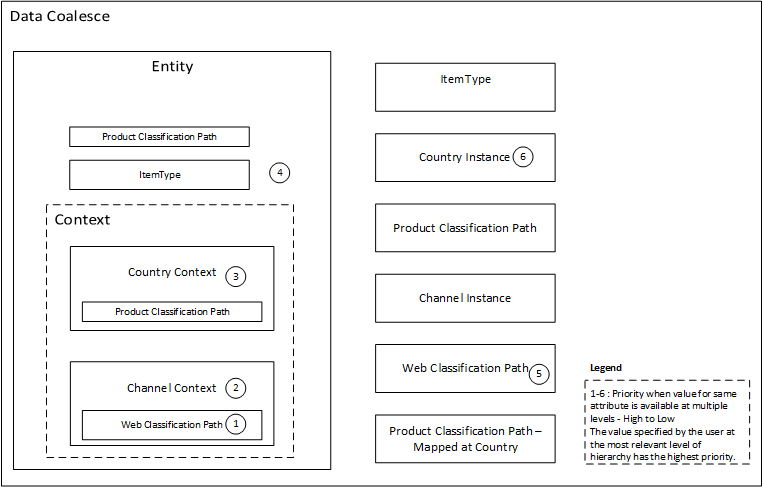 Data Coalesce
Entity
Product Classification Path
ItemType
4
Context
Country Context
3
Product Classification Path
Channel Context
2
Web Classification Path
1
ItemType
Country Instance
6
Product Classification Path
Channel Instance
Web Classification Path
5
Product Classification Path –
Mapped at Country
Legend
1-6 : Priority when value for same
attribute is available at multiple
levels - High to Low
The value specified by the user at
the most relevant level of
hierarchy has the highest priority.